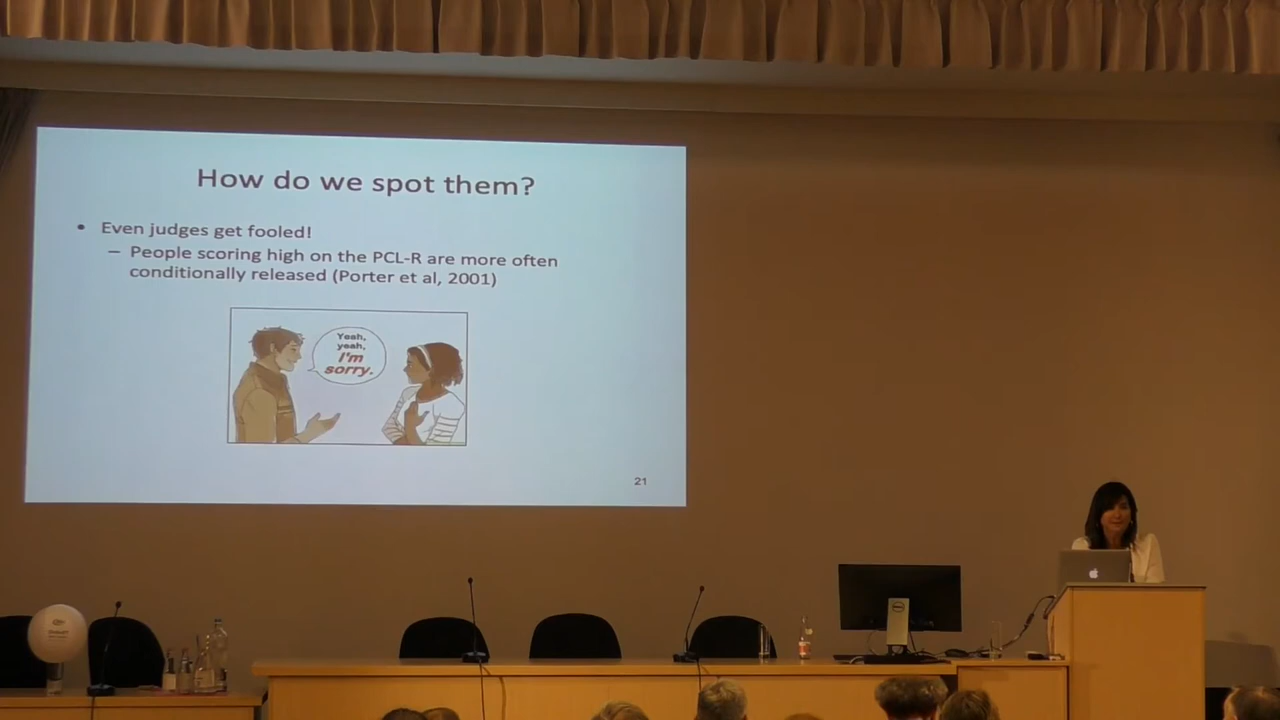 How do we spot them?
• Even judges get fooled!
– People scoring high on the PCL-R are more often
conditionally released (Porter et al, 2001)
Yeah,
yeah,
I'm
sorry.
21